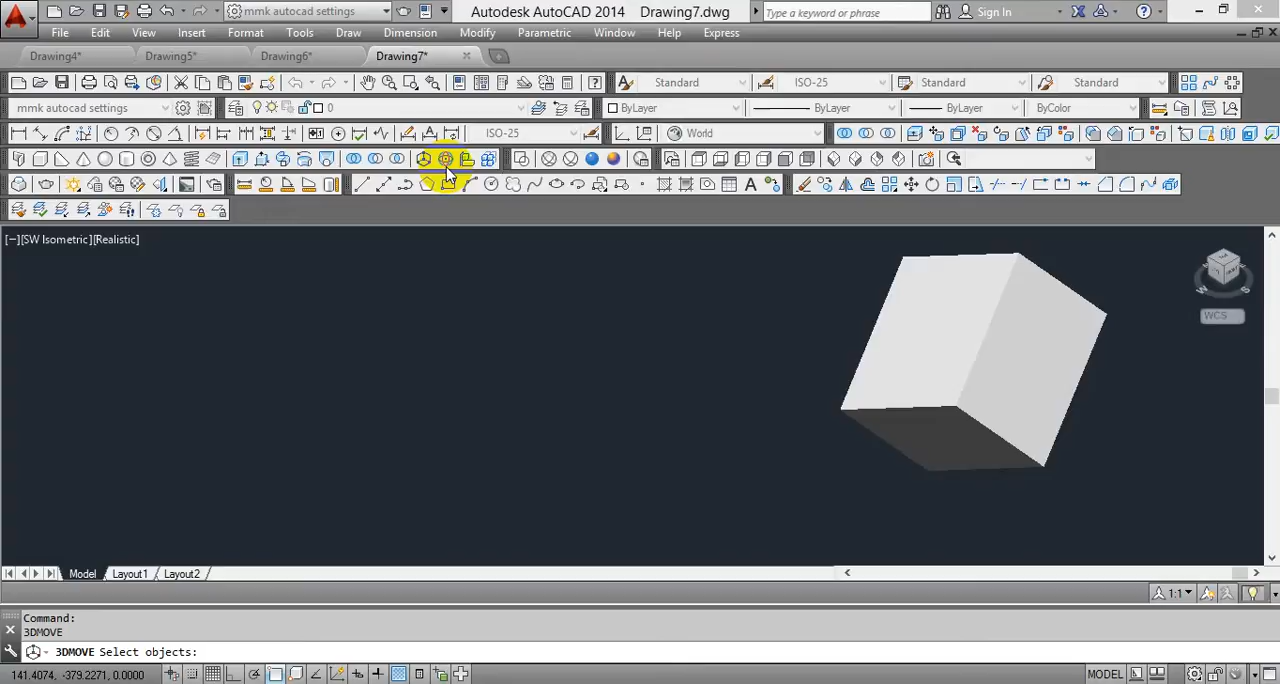 mmk autocad settings
Autodesk AutoCAD 2014 Drawing7.dwg
Type a keyword or phrase
Sign In
File Edit View Insert Format Tools Draw Dimension Modify Parametric Window Help Express
Drawing4* Drawing5* Drawing6* Drawing7*
Standard ISO-25 Standard Standard
mmk autocad settings 0 ByLayer ByLayer ByLayer ByColor
ISO-25 World
[−][SW Isometric][Realistic]
W S
WCS
Model Layout1 Layout2
1:1
Command:
3DMOVE
3DMOVE Select objects:
141.4074, -379.2271, 0.0000 MODEL